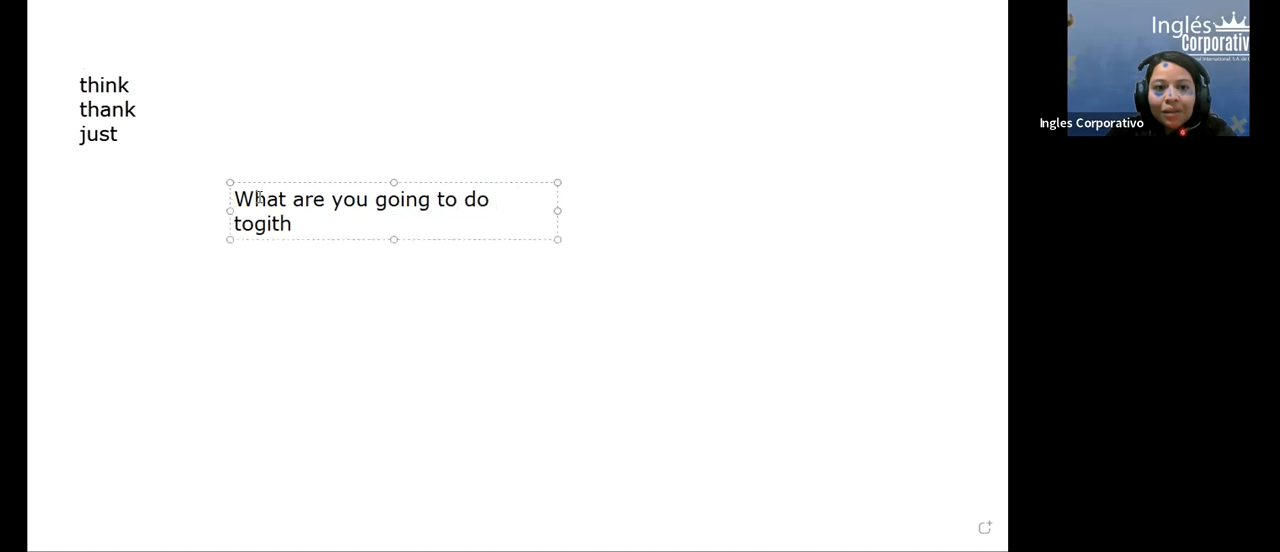 think
thank
just
What are you going to do
togith
Inglés
Corporativ
Ingles Corporativo